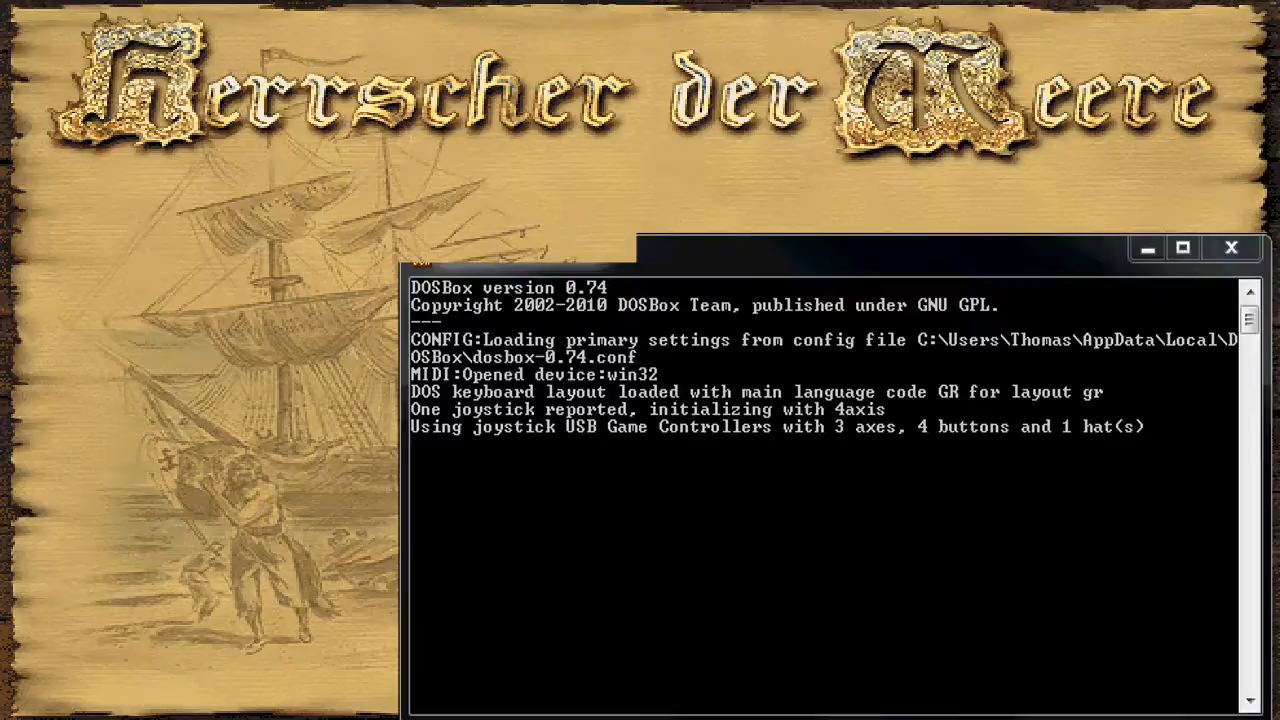 Herrscher der Meere
DOSBox version 0.74
Copyright 2002-2010 DOSBox Team, published under GNU GPL.
---
CONFIG:Loading primary settings from config file C:\Users\Thomas\AppData\Local\D
OSBox\dosbox-0.74.conf
MIDI:Opened device:win32
DOS keyboard layout loaded with main language code GR for layout gr
One joystick reported, initializing with 4axis
Using joystick USB Game Controllers with 3 axes, 4 buttons and 1 hat(s)